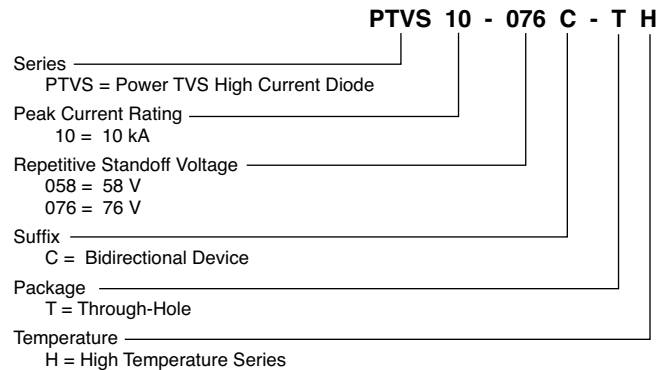 PTVS 10 - 076 C - T H
Series
PTVS = Power TVS High Current Diode
Peak Current Rating
10 = 10 kA
Repetitive Standoff Voltage
058 = 58 V
076 = 76 V
Suffix
C = Bidirectional Device
Package
T = Through-Hole
Temperature
H = High Temperature Series